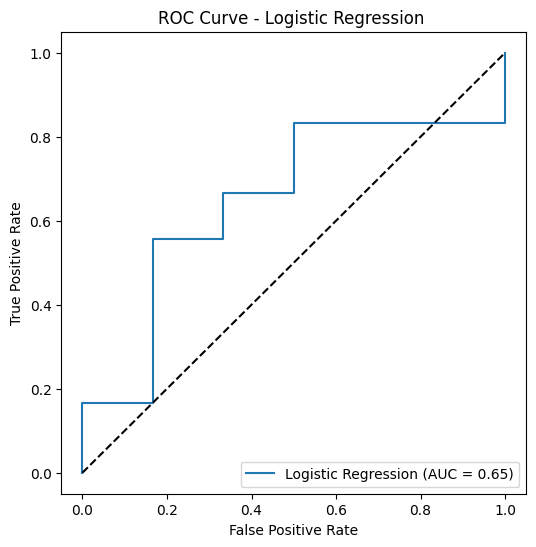 ROC Curve - Logistic Regression
True Positive Rate
1.0
0.8
0.6
0.4
0.2
0.0
Logistic Regression (AUC = 0.65)
0.0 0.2 0.4 0.6 0.8 1.0
False Positive Rate